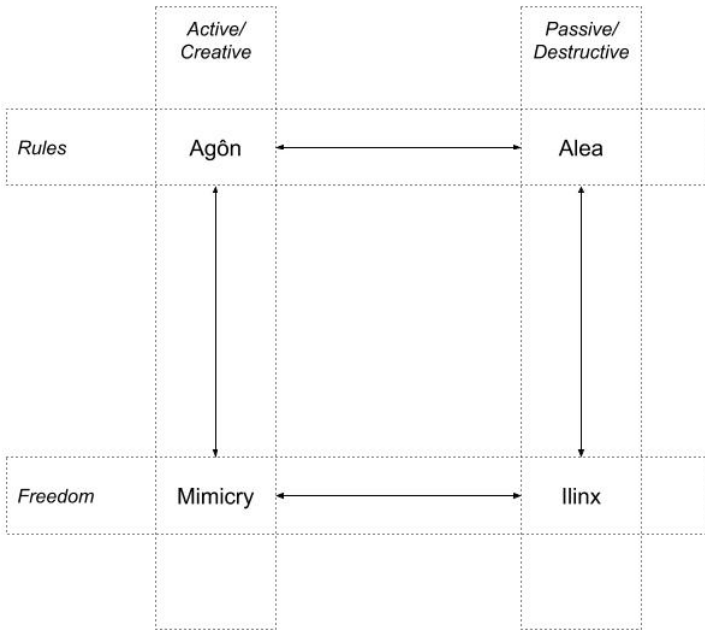 Active/
Creative
Passive/
Destructive
Rules
Agôn
Alea
Freedom
Mimicry
Ilinx